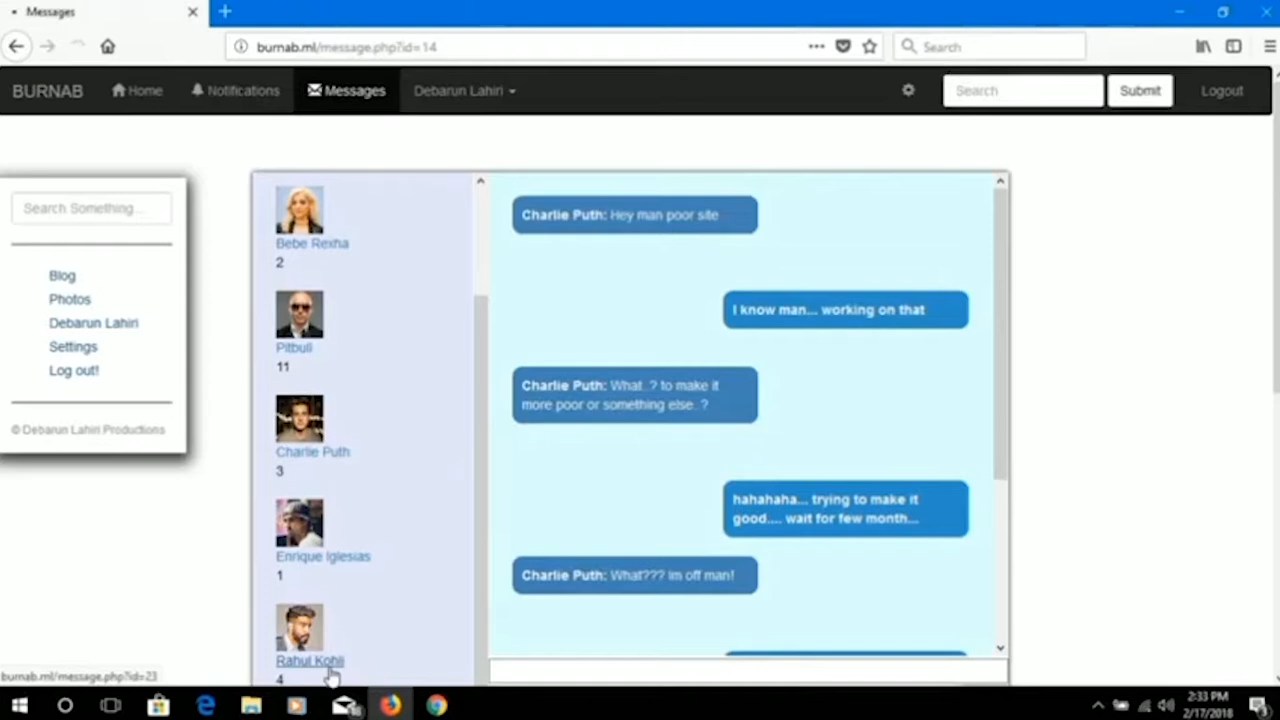 Messages
burnab.ml/message.php?id=14
Search
BURNAB
Home
Notifications
Messages
Debarun Lahiri
Search
Submit
Logout
Search Something...
Blog
Photos
Debarun Lahiri
Settings
Log out!
© Debarun Lahiri Productions
Bebe Rexha
2
Pitbull
11
Charlie Puth
3
Enrique Iglesias
1
Rahul Kohli
4
Charlie Puth: Hey man poor site
I know man... working on that
Charlie Puth: What..? to make it
more poor or something else..?
hahahaha... trying to make it
good.... wait for few month...
Charlie Puth: What??? Im off man!
burnab.ml/message.php?id=23
2:33 PM
2/17/2018